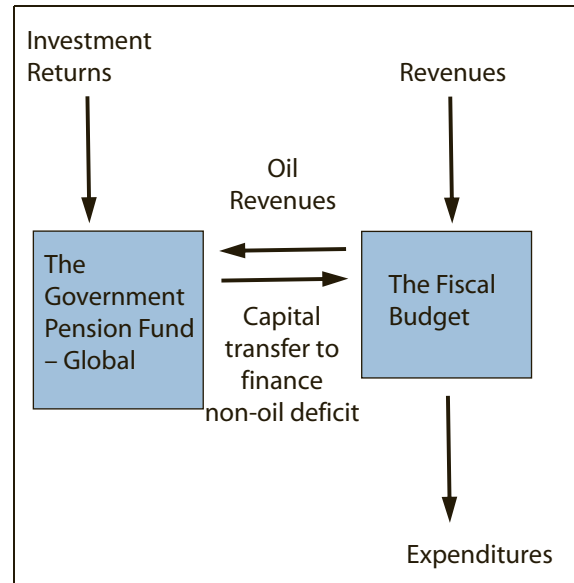 Investment
Returns
Revenues
Oil
Revenues
The
Government
Pension Fund
– Global
Capital
transfer to
finance
non-oil deficit
The Fiscal
Budget
Expenditures